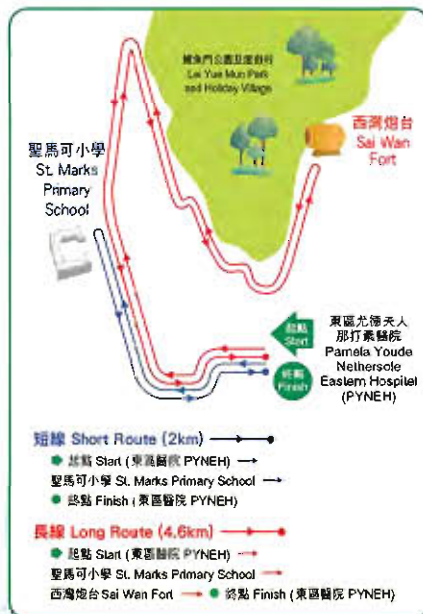 鯉魚門公園及度假村
Lei Yue Mun Park
and Holiday Village
西灣炮台
Sai Wan
Fort
聖馬可小學
St. Marks
Primary
School
起點
Start
終點
Finish
東區尤德夫人
那打素醫院
Pamela Youde
Nethersole
Eastern Hospital
(PYNEH)
短線 Short Route (2km)
起點 Start (東區醫院 PYNEH)
聖馬可小學 St. Marks Primary School
終點 Finish (東區醫院 PYNEH)
長線 Long Route (4.6km)
起點 Start (東區醫院 PYNEH)
聖馬可小學 St. Marks Primary School
西灣炮台 Sai Wan Fort → 終點 Finish (東區醫院 PYNEH)